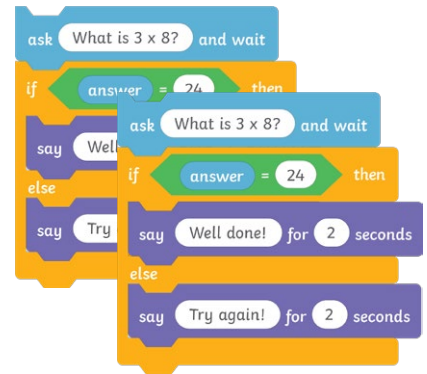 ask What is 3 x 8? and wait
if answer = 24 then
say Well
else
say Try
ask What is 3 x 8? and wait
if answer = 24 then
say Well done! for 2 seconds
else
say Try again! for 2 seconds